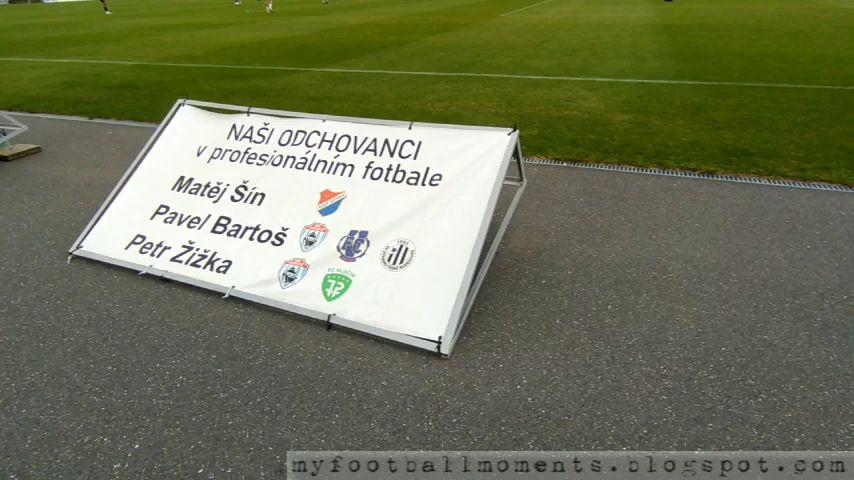 NAŠI ODCHOVANCI
v profesionálním fotbale
Matěj Šín
Pavel Bartoš
Petr Žižka
FC HLUČÍN
myfootballmoments.blogspot.com